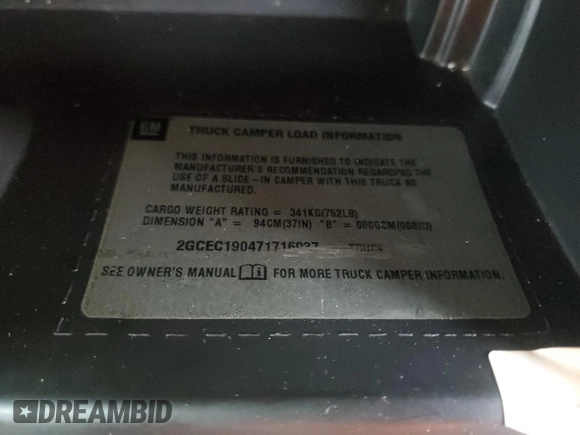 GM
TRUCK CAMPER LOAD INFORMATION
THIS INFORMATION IS FURNISHED TO INDICATE THE
MANUFACTURER'S RECOMMENDATION REGARDING THE
USE OF A SLIDE-IN CAMPER WITH THIS TRUCK AS
MANUFACTURED.
CARGO WEIGHT RATING = 341KG(752LB)
DIMENSION "A" = 94CM(37IN) "B" =
TRUCK
SEE OWNER'S MANUAL FOR MORE TRUCK CAMPER INFORMATION
DREAMBID